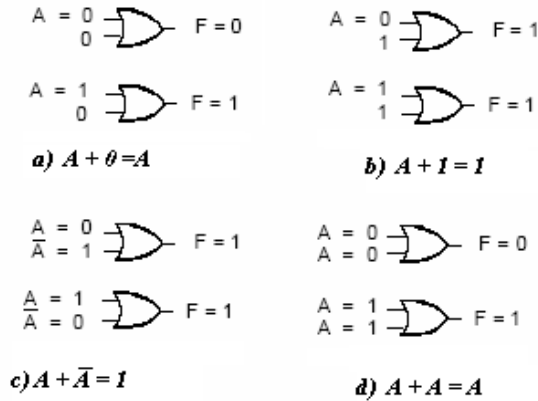 A = 0
0
F = 0
A = 1
0
F = 1
a) A + 0 = A
A = 0
1
F = 1
A = 1
1
F = 1
b) A + 1 = 1
A = 0
A̅ = 1
F = 1
A = 1
A̅ = 0
F = 1
c) A + A̅ = 1
A = 0
A = 0
F = 0
A = 1
A = 1
F = 1
d) A + A = A